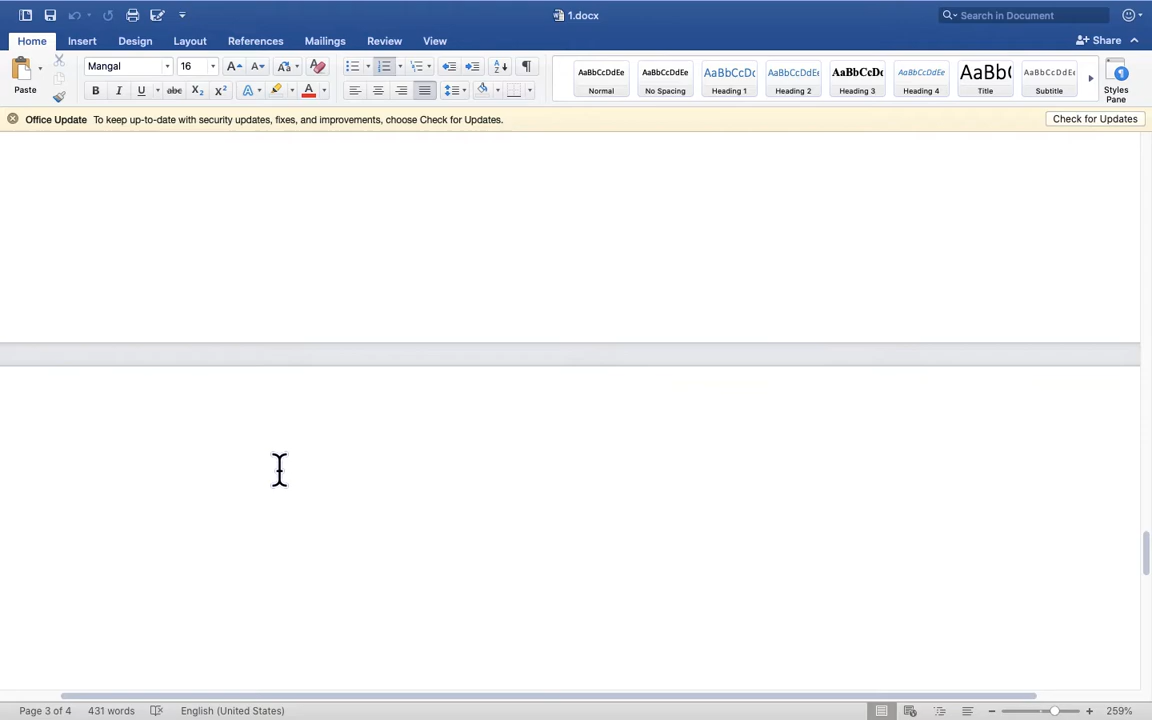 1.docx
Search in Document
Home Insert Design Layout References Mailings Review View
Share
Paste
Mangal 16
AaBbCcDdEe AaBbCcDdEe AaBbCcDc AaBbCcDdEe AaBbCcDc AaBbCcDdEe AaBb( AaBbCcDdEe
Normal No Spacing Heading 1 Heading 2 Heading 3 Heading 4 Title Subtitle
Styles
Pane
Office Update To keep up-to-date with security updates, fixes, and improvements, choose Check for Updates.
Check for Updates
Page 3 of 4 431 words English (United States) 259%